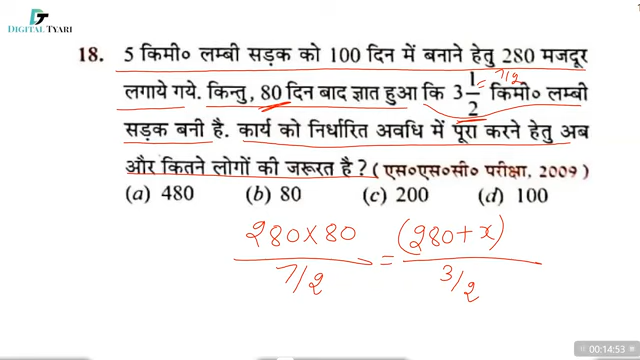 DIGITAL TYARI
18. 5 किमी० लम्बी सड़क को 100 दिन में बनाने हेतु 280 मजदूर
लगाये गये. किन्तु, 80 दिन बाद ज्ञात हुआ कि 3 1/2 = 7/2 किमी० लम्बी
सड़क बनी है. कार्य को निर्धारित अवधि में पूरा करने हेतु अब
और कितने लोगों की जरूरत है? (एस०एस०सी० परीक्षा, 2009)
(a) 480 (b) 80 (c) 200 (d) 100
280 × 80 / 7/2 = (280 + x) / 3/2
00:14:53